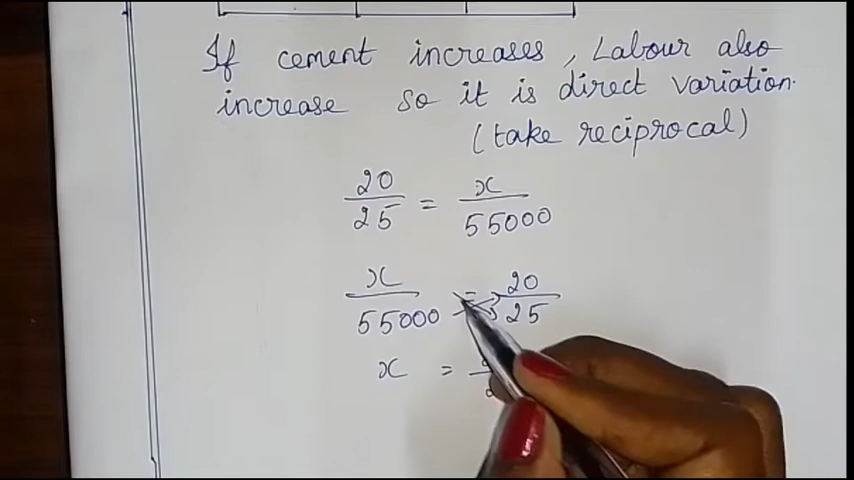 If cement increases, Labour also
increase so it is direct variation.
(take reciprocal)
20/25 = x/55000
x/55000 = 20/25
x =